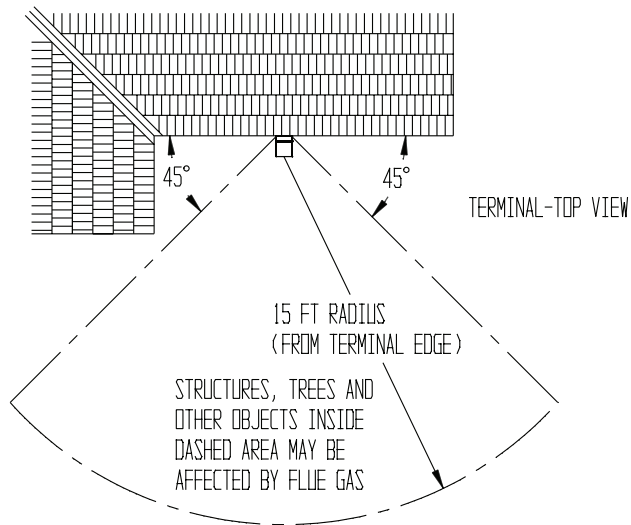 45°
45°
TERMINAL-TOP VIEW
15 FT RADIUS
(FROM TERMINAL EDGE)
STRUCTURES, TREES AND
OTHER OBJECTS INSIDE
DASHED AREA MAY BE
AFFECTED BY FLUE GAS